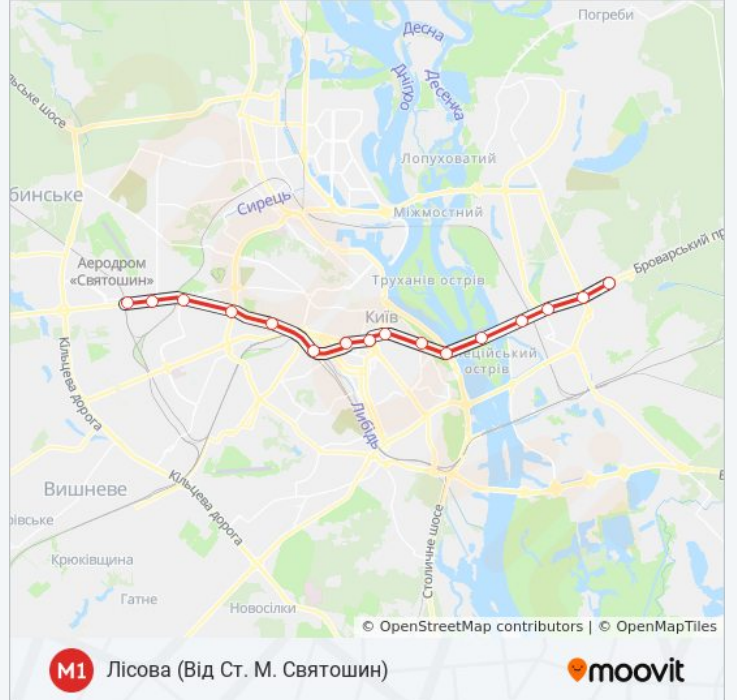 Погреби
Десна
Дніпро
Десенка
льське шосе
Лопуховатий
бинське
Сирець
Міжмостний
Броварський пр
Аеродром
«Святошин»
Труханів острів
Київ
еційський
острів
Кільцева дорога
Либідь
Вишневе
Кільцева дорога
рівське
Столичне шосе
Крюківщина
Гатне
Новосілки
© OpenStreetMap contributors | © OpenMapTiles
M1 Лісова (Від Ст. М. Святошин)
moovit